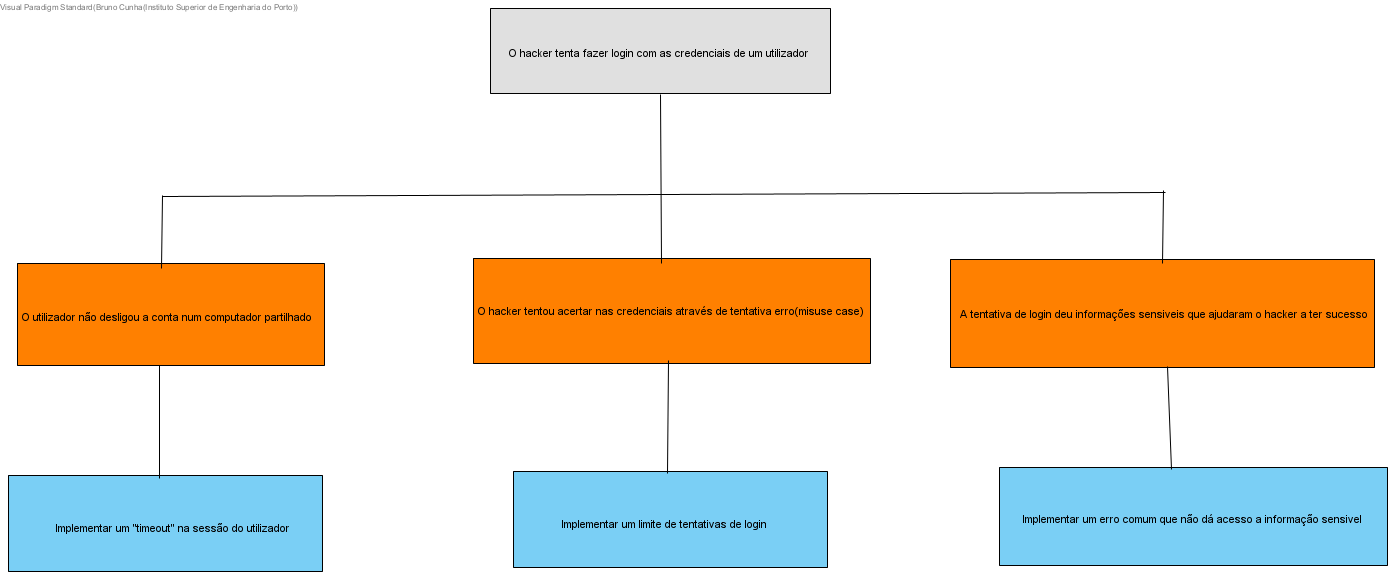 Visual Paradigm Standard(Bruno Cunha(Instituto Superior de Engenharia do Porto))
O hacker tenta fazer login com as credenciais de um utilizador
O utilizador não desligou a conta num computador partilhado
O hacker tentou acertar nas credenciais através de tentativa erro(misuse case)
A tentativa de login deu informações sensiveis que ajudaram o hacker a ter sucesso
Implementar um "timeout" na sessão do utilizador
Implementar um limite de tentativas de login
Implementar um erro comum que não dá acesso a informação sensivel